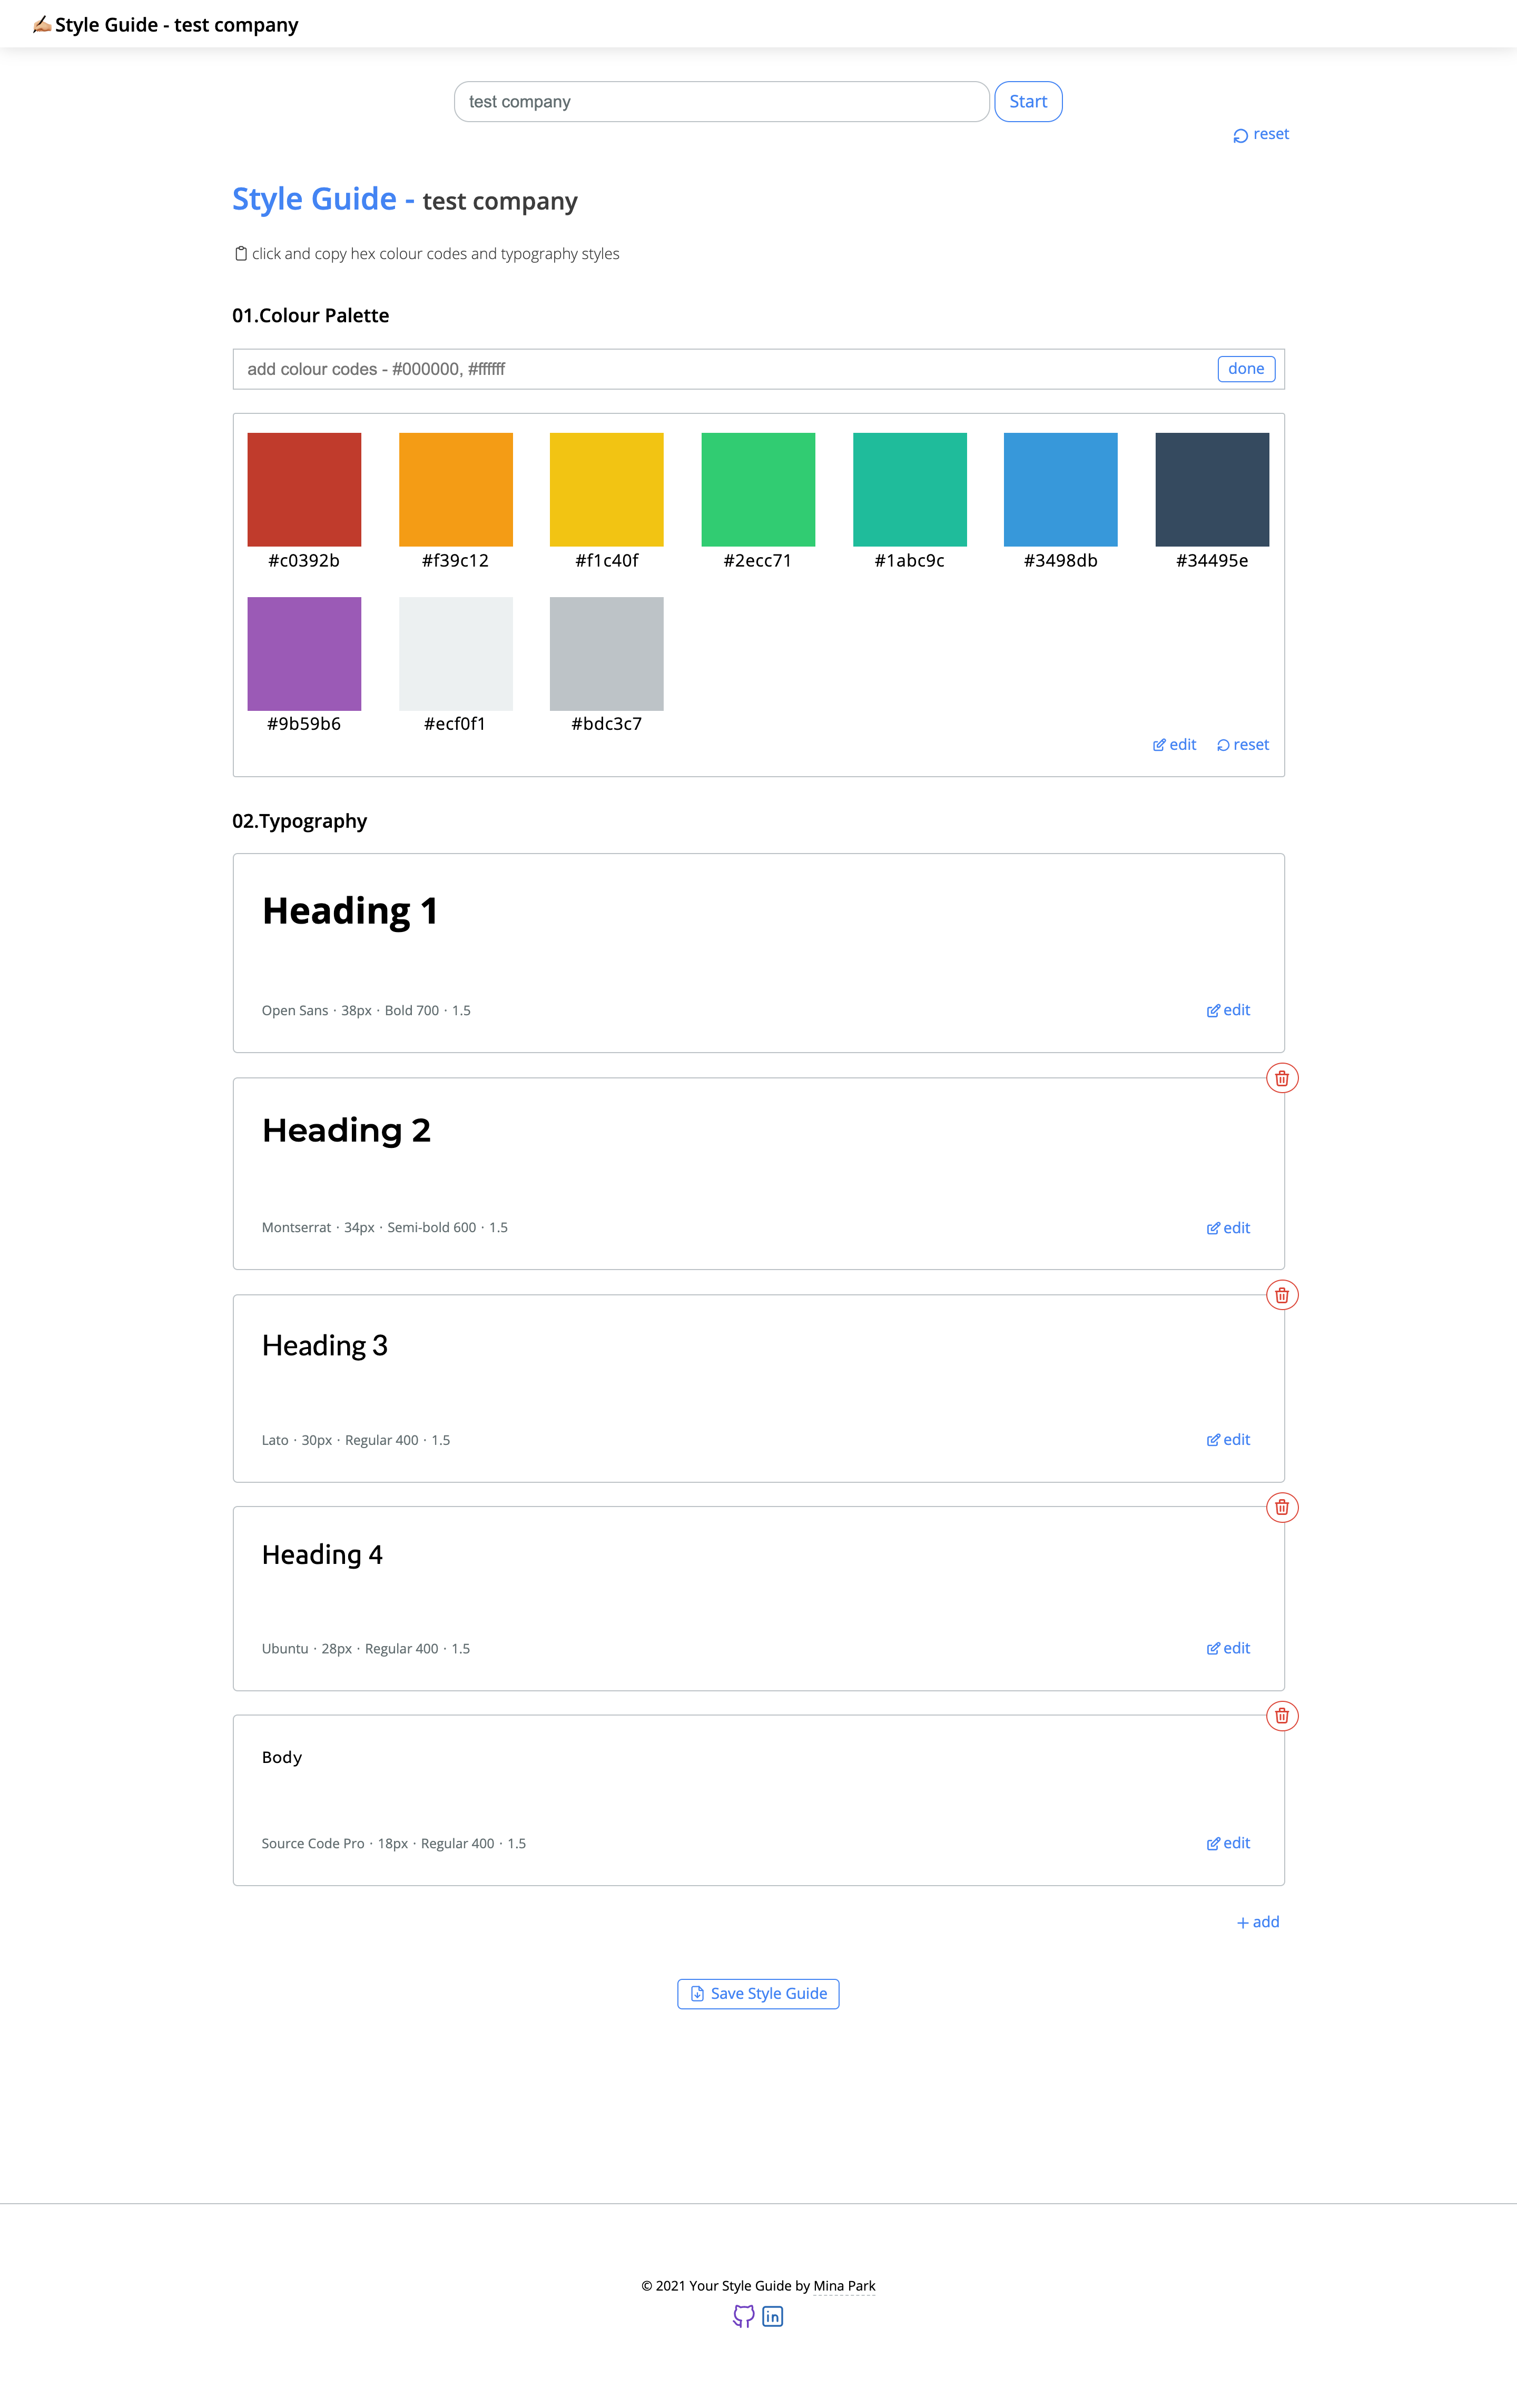 ✍🏼Style Guide - test company
test company Start
reset
Style Guide - test company
click and copy hex colour codes and typography styles
01.Colour Palette
add colour codes - #000000, #ffffff done
#c0392b #f39c12 #f1c40f #2ecc71 #1abc9c #3498db #34495e
#9b59b6 #ecf0f1 #bdc3c7
edit reset
02.Typography
Heading 1
Open Sans · 38px · Bold 700 · 1.5 edit
Heading 2
Montserrat · 34px · Semi-bold 600 · 1.5 edit
Heading 3
Lato · 30px · Regular 400 · 1.5 edit
Heading 4
Ubuntu · 28px · Regular 400 · 1.5 edit
Body
Source Code Pro · 18px · Regular 400 · 1.5 edit
+ add
Save Style Guide
© 2021 Your Style Guide by Mina Park
in